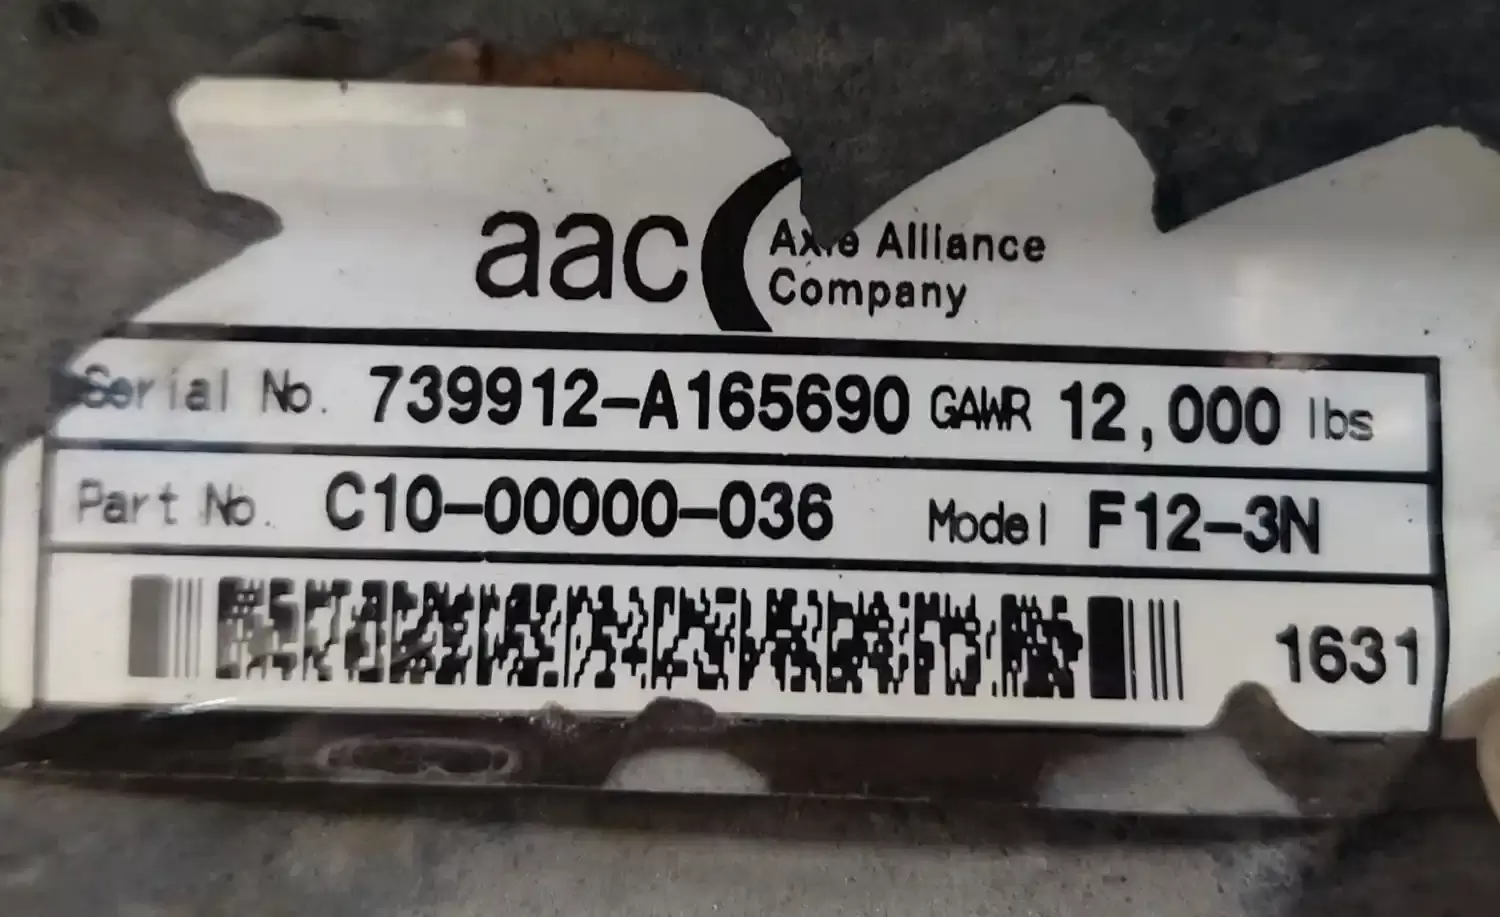 aac Axle Alliance
Company
Serial No. 739912-A165690 GAWR 12,000 lbs
Part No. C10-00000-036 Model F12-3N
1631